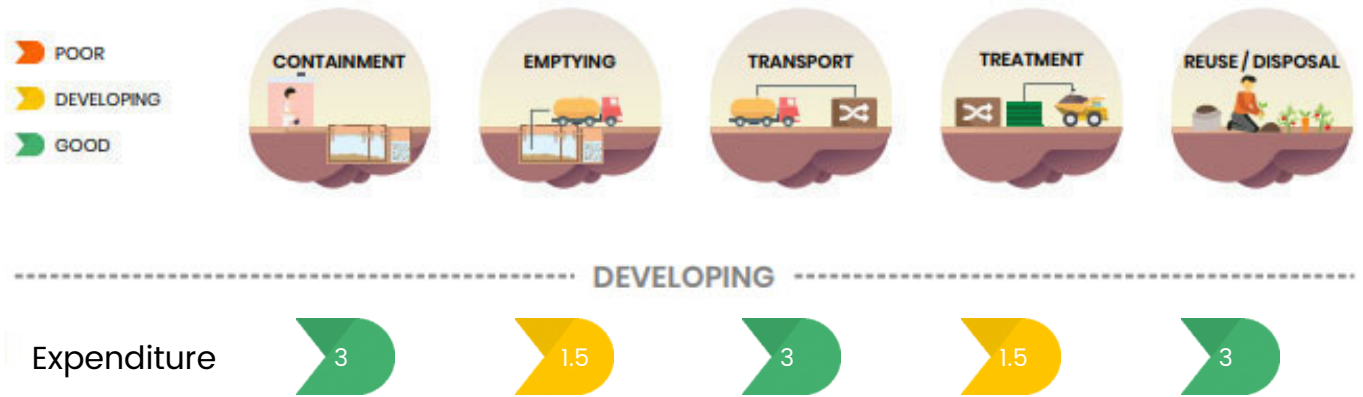 POOR
DEVELOPING
GOOD
CONTAINMENT
EMPTYING
TRANSPORT
TREATMENT
REUSE / DISPOSAL
DEVELOPING
Expenditure
3
1.5
3
1.5
3